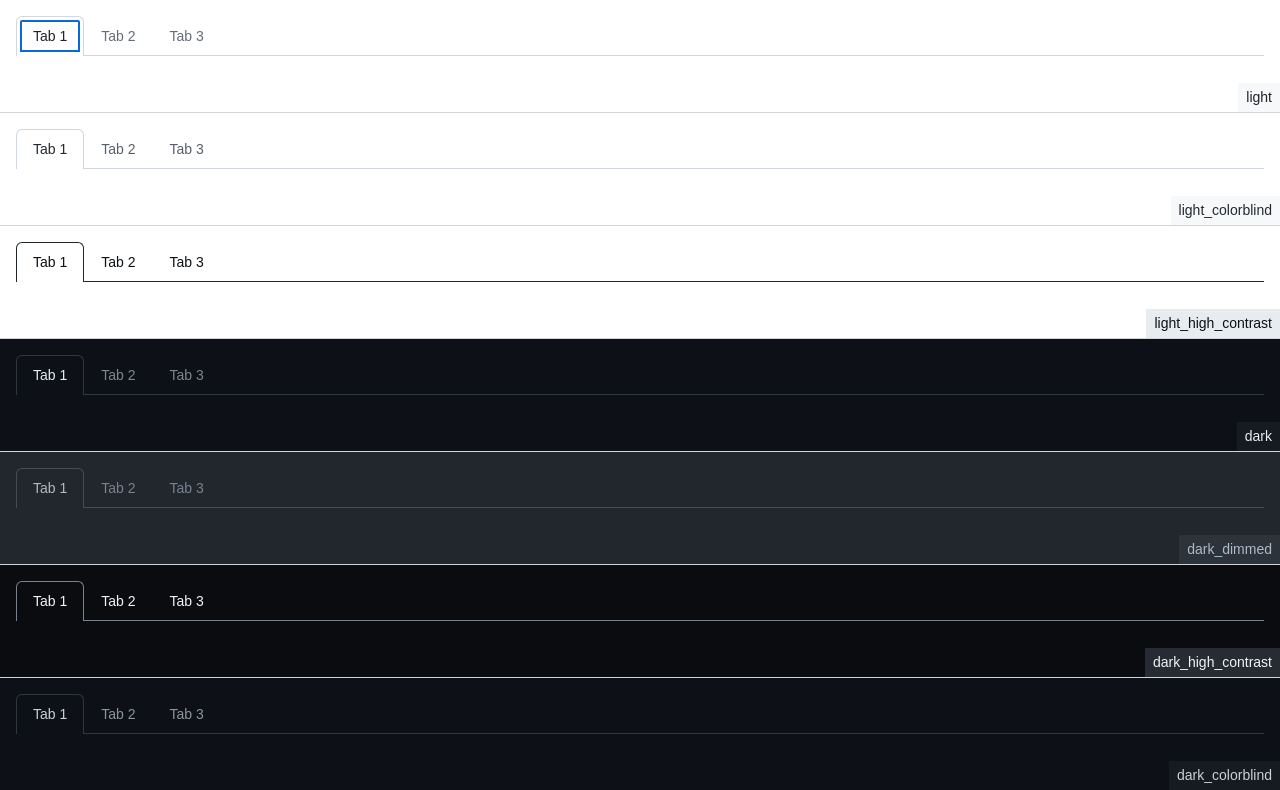 Tab 1 Tab 2 Tab 3
light
Tab 1 Tab 2 Tab 3
light_colorblind
Tab 1 Tab 2 Tab 3
light_high_contrast
Tab 1 Tab 2 Tab 3
dark
Tab 1 Tab 2 Tab 3
dark_dimmed
Tab 1 Tab 2 Tab 3
dark_high_contrast
Tab 1 Tab 2 Tab 3
dark_colorblind